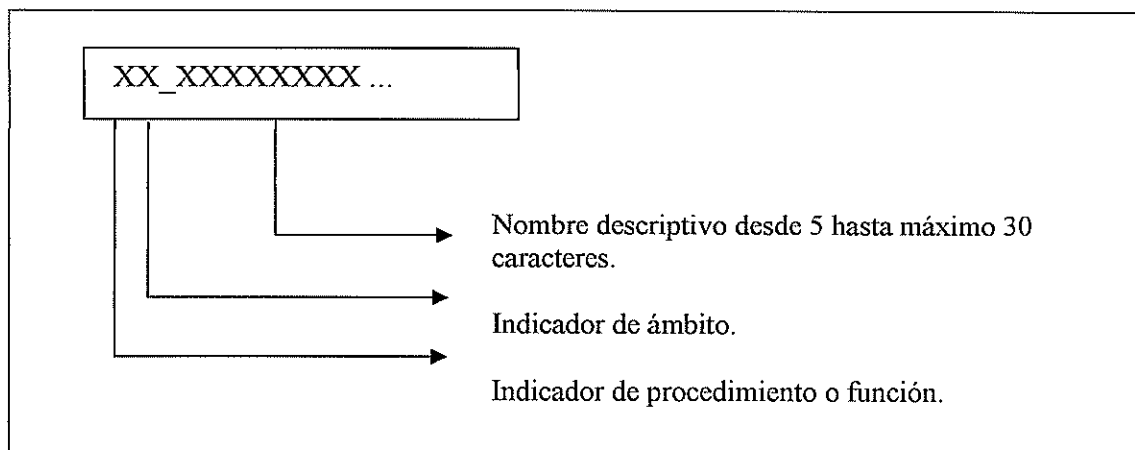 XX_XXXXXXXX ...
Nombre descriptivo desde 5 hasta máximo 30
caracteres.
Indicador de ámbito.
Indicador de procedimiento o función.